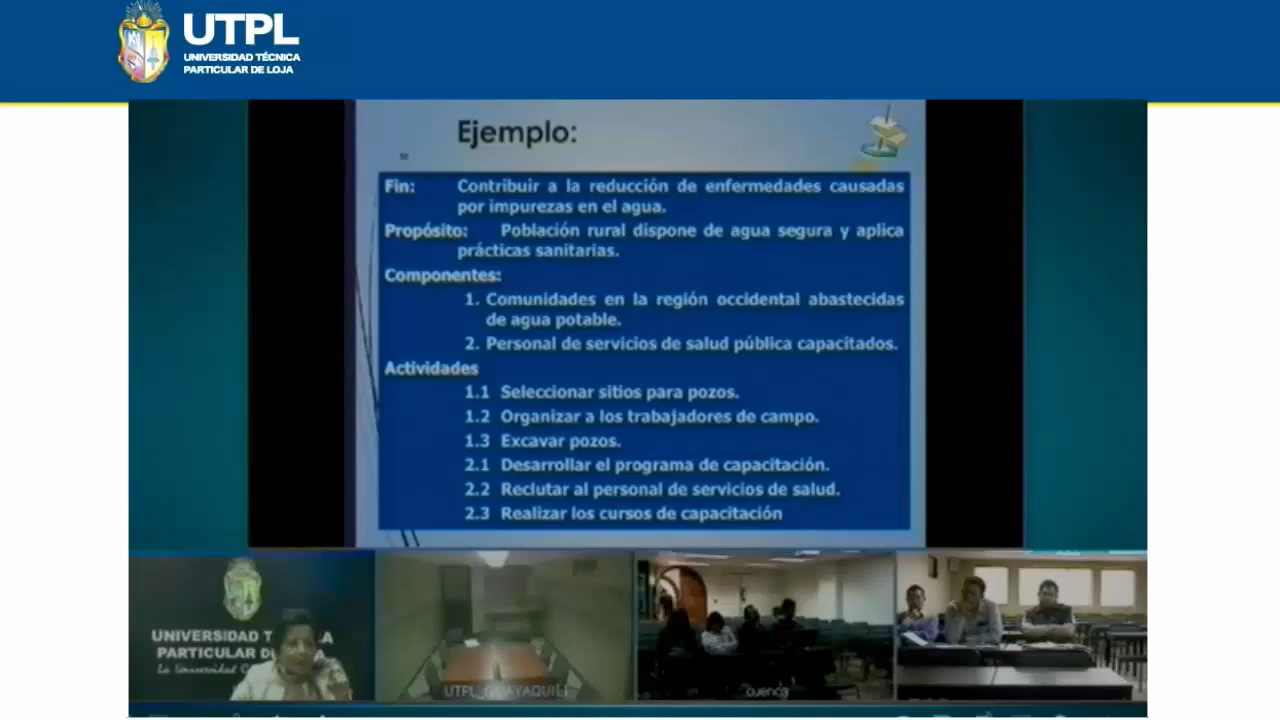 UTPL
UNIVERSIDAD TÉCNICA
PARTICULAR DE LOJA
Ejemplo:
Fin: Contribuir a la reducción de enfermedades causadas
por impurezas en el agua.
Propósito: Población rural dispone de agua segura y aplica
prácticas sanitarias.
Componentes:
1. Comunidades en la región occidental abastecidas
de agua potable.
2. Personal de servicios de salud pública capacitados.
Actividades
1.1 Seleccionar sitios para pozos.
1.2 Organizar a los trabajadores de campo.
1.3 Excavar pozos.
2.1 Desarrollar el programa de capacitación.
2.2 Reclutar al personal de servicios de salud.
2.3 Realizar los cursos de capacitación
UNIVERSIDAD
PARTICULAR
La Universidad
UTPL GUAYAQUIL
cuenca